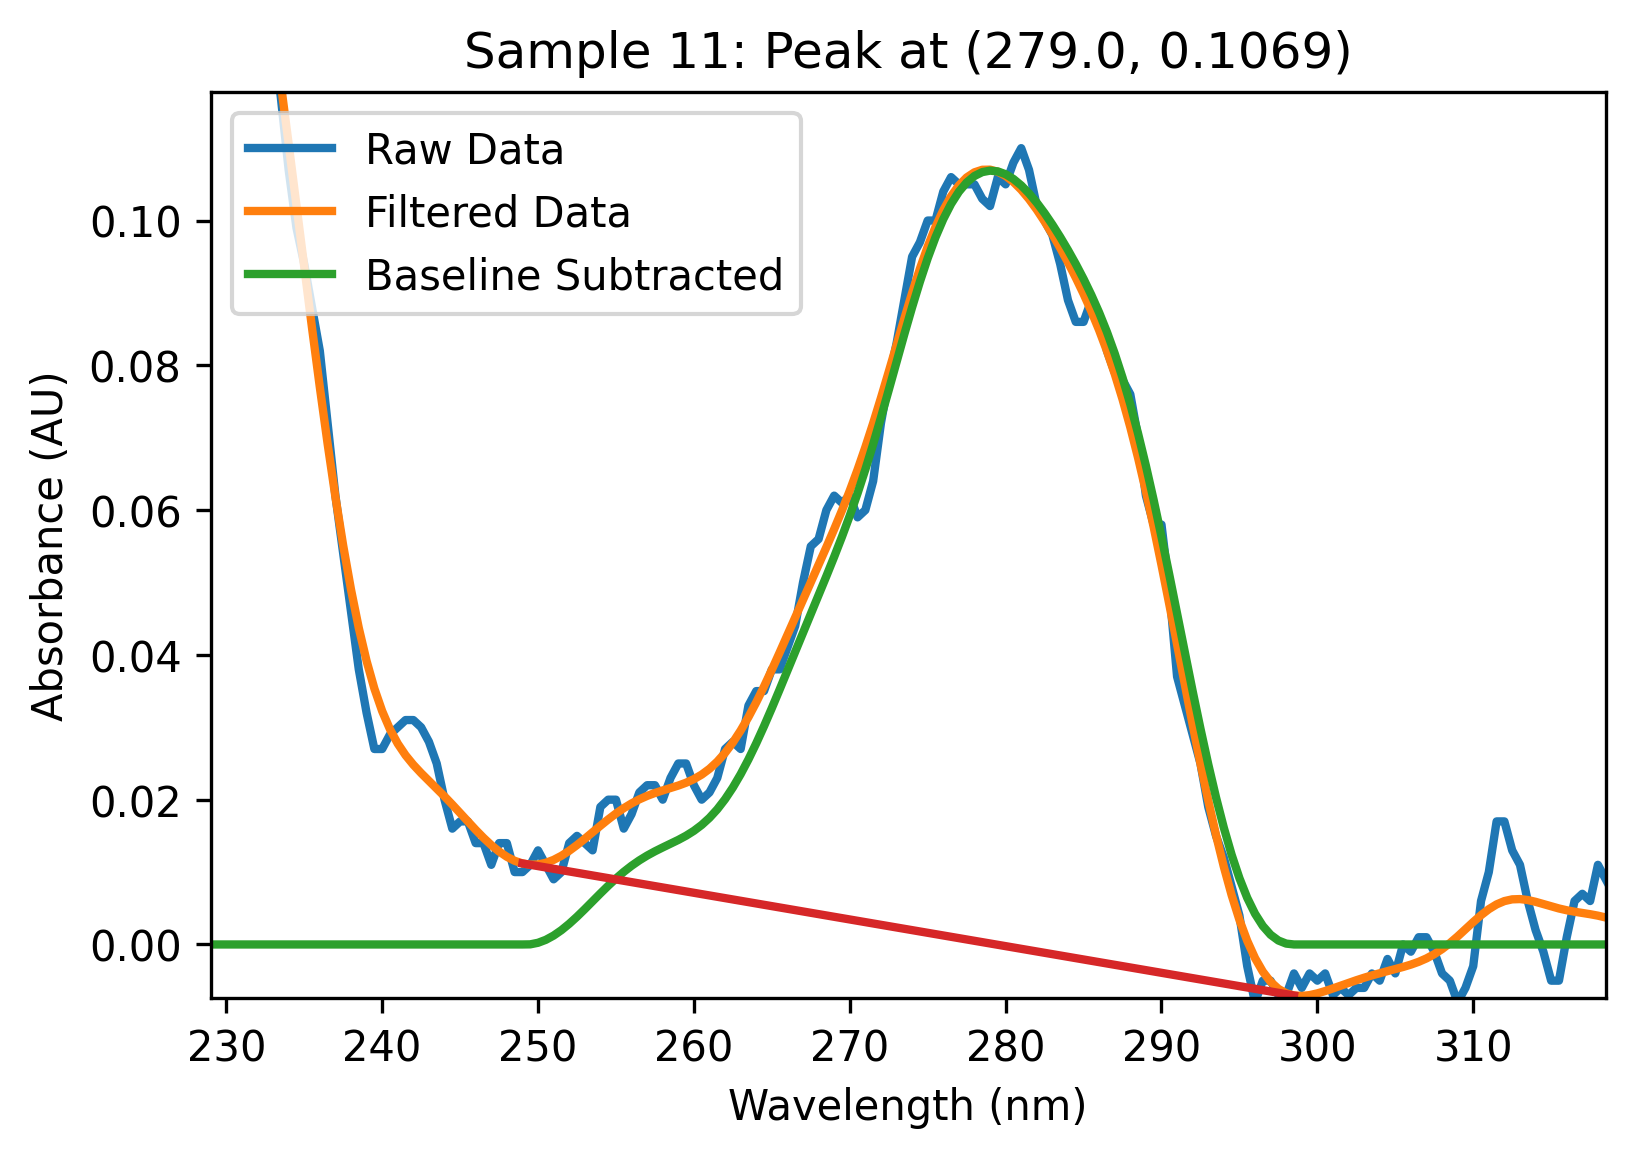 Sample 11: Peak at (279.0, 0.1069)
Raw Data
Filtered Data
Baseline Subtracted
Absorbance (AU)
0.10
0.08
0.06
0.04
0.02
0.00
230 240 250 260 270 280 290 300 310
Wavelength (nm)